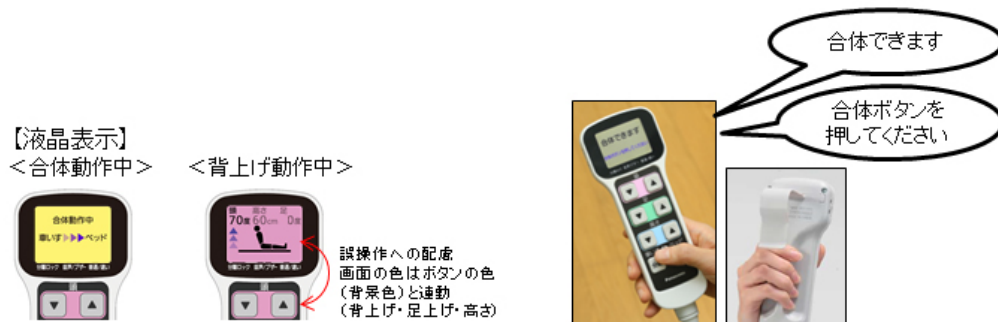 合体できます
合体ボタンを
押してください
【液晶表示】
＜合体動作中＞
＜背上げ動作中＞
合体動作中
車いす▶▶▶ベッド
頭 高さ 足
70度 60cm 0度
誤操作への配慮
画面の色はボタンの色
（背景色）と連動
（背上げ・足上げ・高さ）
合体できます
Panasonic